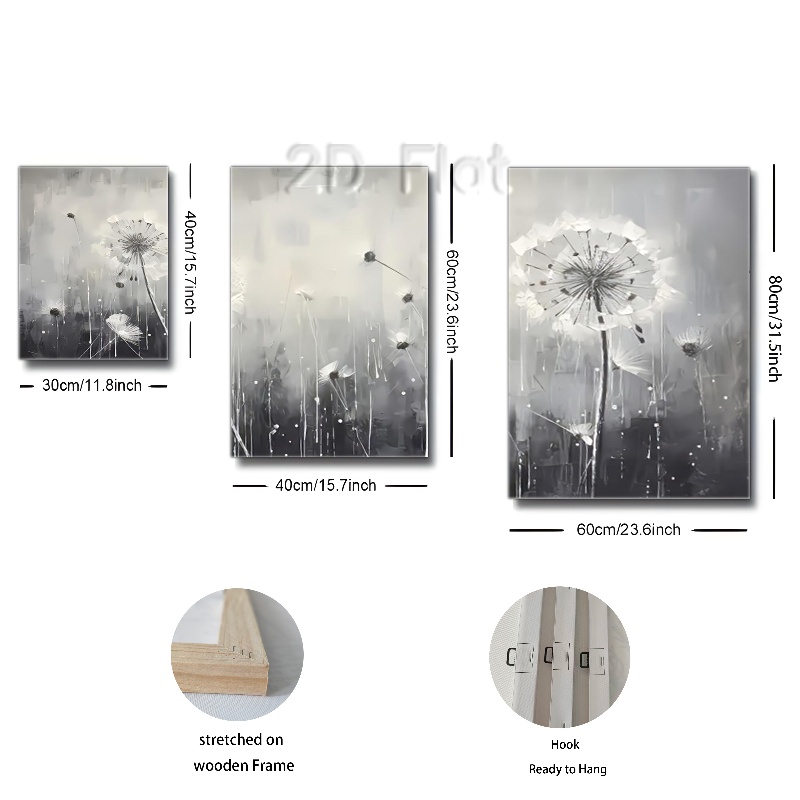 2D Flat
40cm/15.7inch
30cm/11.8inch
60cm/23.6inch
40cm/15.7inch
80cm/31.5inch
60cm/23.6inch
stretched on
wooden Frame
Hook
Ready to Hang